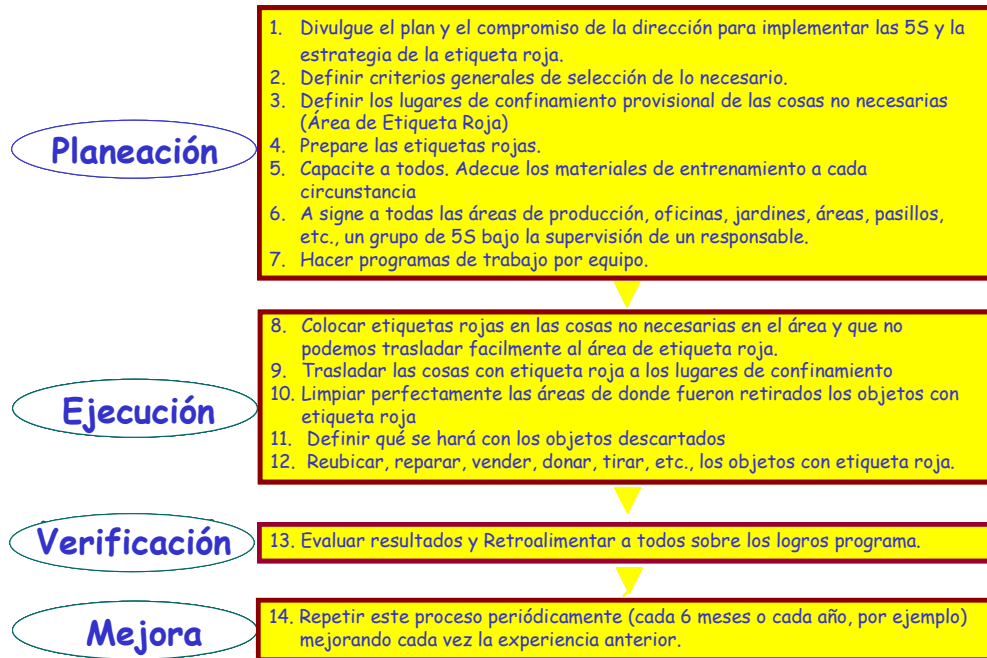 Planeación
1. Divulgue el plan y el compromiso de la dirección para implementar las 5S y la
estrategia de la etiqueta roja.
2. Definir criterios generales de selección de lo necesario.
3. Definir los lugares de confinamiento provisional de las cosas no necesarias
(Área de Etiqueta Roja)
4. Prepare las etiquetas rojas.
5. Capacite a todos. Adecue los materiales de entrenamiento a cada
circunstancia
6. A signe a todas las áreas de producción, oficinas, jardines, áreas, pasillos,
etc., un grupo de 5S bajo la supervisión de un responsable.
7. Hacer programas de trabajo por equipo.
Ejecución
8. Colocar etiquetas rojas en las cosas no necesarias en el área y que no
podemos trasladar facilmente al área de etiqueta roja.
9. Trasladar las cosas con etiqueta roja a los lugares de confinamiento
10. Limpiar perfectamente las áreas de donde fueron retirados los objetos con
etiqueta roja
11. Definir qué se hará con los objetos descartados
12. Reubicar, reparar, vender, donar, tirar, etc., los objetos con etiqueta roja.
Verificación
13. Evaluar resultados y Retroalimentar a todos sobre los logros programa.
Mejora
14. Repetir este proceso periódicamente (cada 6 meses o cada año, por ejemplo)
mejorando cada vez la experiencia anterior.